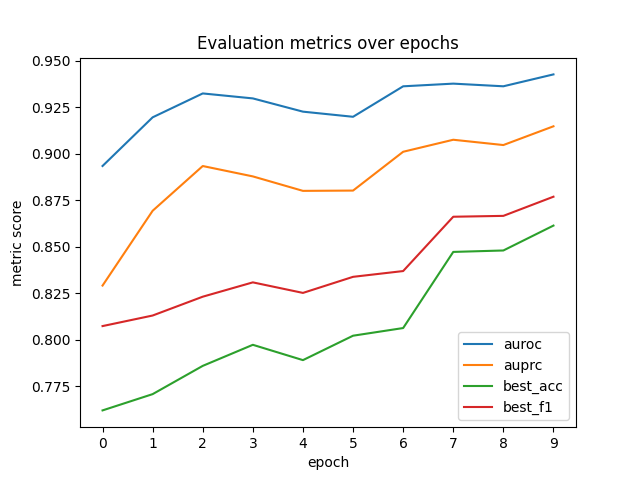 Evaluation metrics over epochs
metric score
0.950
0.925
0.900
0.875
0.850
0.825
0.800
0.775
auroc
auprc
best_acc
best_f1
0 1 2 3 4 5 6 7 8 9
epoch